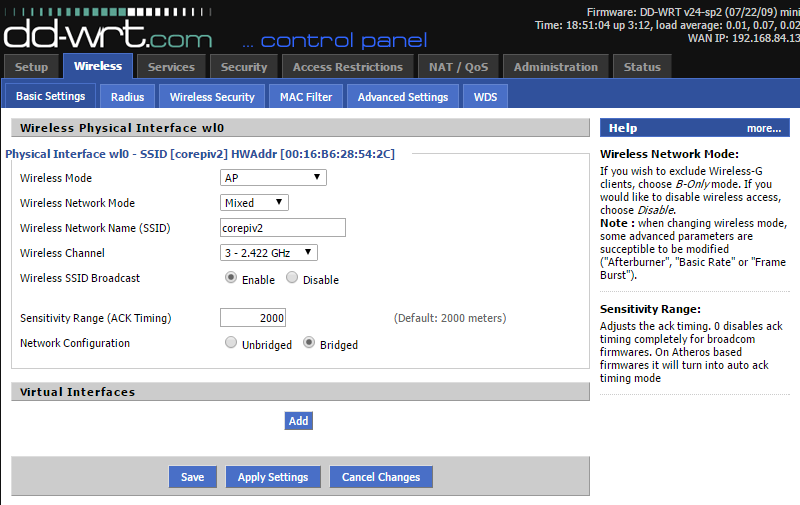 Firmware: DD-WRT v24-sp2 (07/22/09) mini
Time: 18:51:04 up 3:12, load average: 0.01, 0.07, 0.02
WAN IP: 192.168.84.13
dd-wrt.com ... control panel
Setup Wireless Services Security Access Restrictions NAT / QoS Administration Status
Basic Settings Radius Wireless Security MAC Filter Advanced Settings WDS
Wireless Physical Interface wl0
Physical Interface wl0 - SSID [corepiv2] HWAddr [00:16:B6:28:54:2C]
Wireless Mode AP
Wireless Network Mode Mixed
Wireless Network Name (SSID) corepiv2
Wireless Channel 3 - 2.422 GHz
Wireless SSID Broadcast Enable Disable
Sensitivity Range (ACK Timing) 2000 (Default: 2000 meters)
Network Configuration Unbridged Bridged
Virtual Interfaces
Add
Save Apply Settings Cancel Changes
Help more...
Wireless Network Mode:
If you wish to exclude Wireless-G
clients, choose B-Only mode. If you
would like to disable wireless access,
choose Disable.
Note : when changing wireless mode,
some advanced parameters are
susceptible to be modified
("Afterburner", "Basic Rate" or "Frame
Burst").
Sensitivity Range:
Adjusts the ack timing. 0 disables ack
timing completely for broadcom
firmwares. On Atheros based
firmwares it will turn into auto ack
timing mode